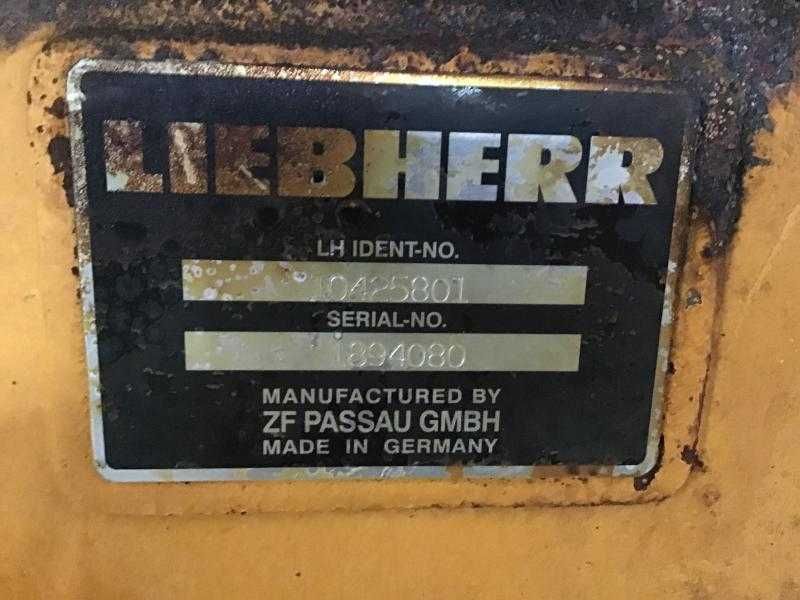 LIEBHERR
LH IDENT-NO.
10425801
SERIAL-NO.
1894080
MANUFACTURED BY
ZF PASSAU GMBH
MADE IN GERMANY